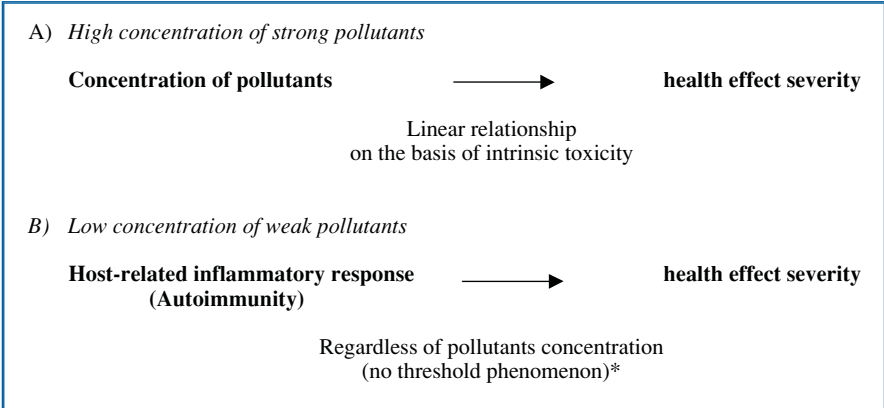 A) High concentration of strong pollutants
Concentration of pollutants health effect severity
Linear relationship
on the basis of intrinsic toxicity
B) Low concentration of weak pollutants
Host-related inflammatory response health effect severity
(Autoimmunity)
Regardless of pollutants concentration
(no threshold phenomenon)*